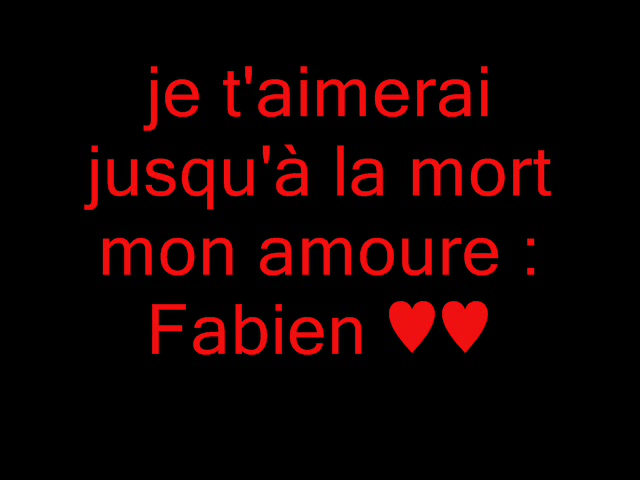 je t'aimerai
jusqu'à la mort
mon amoure :
Fabien ♥♥